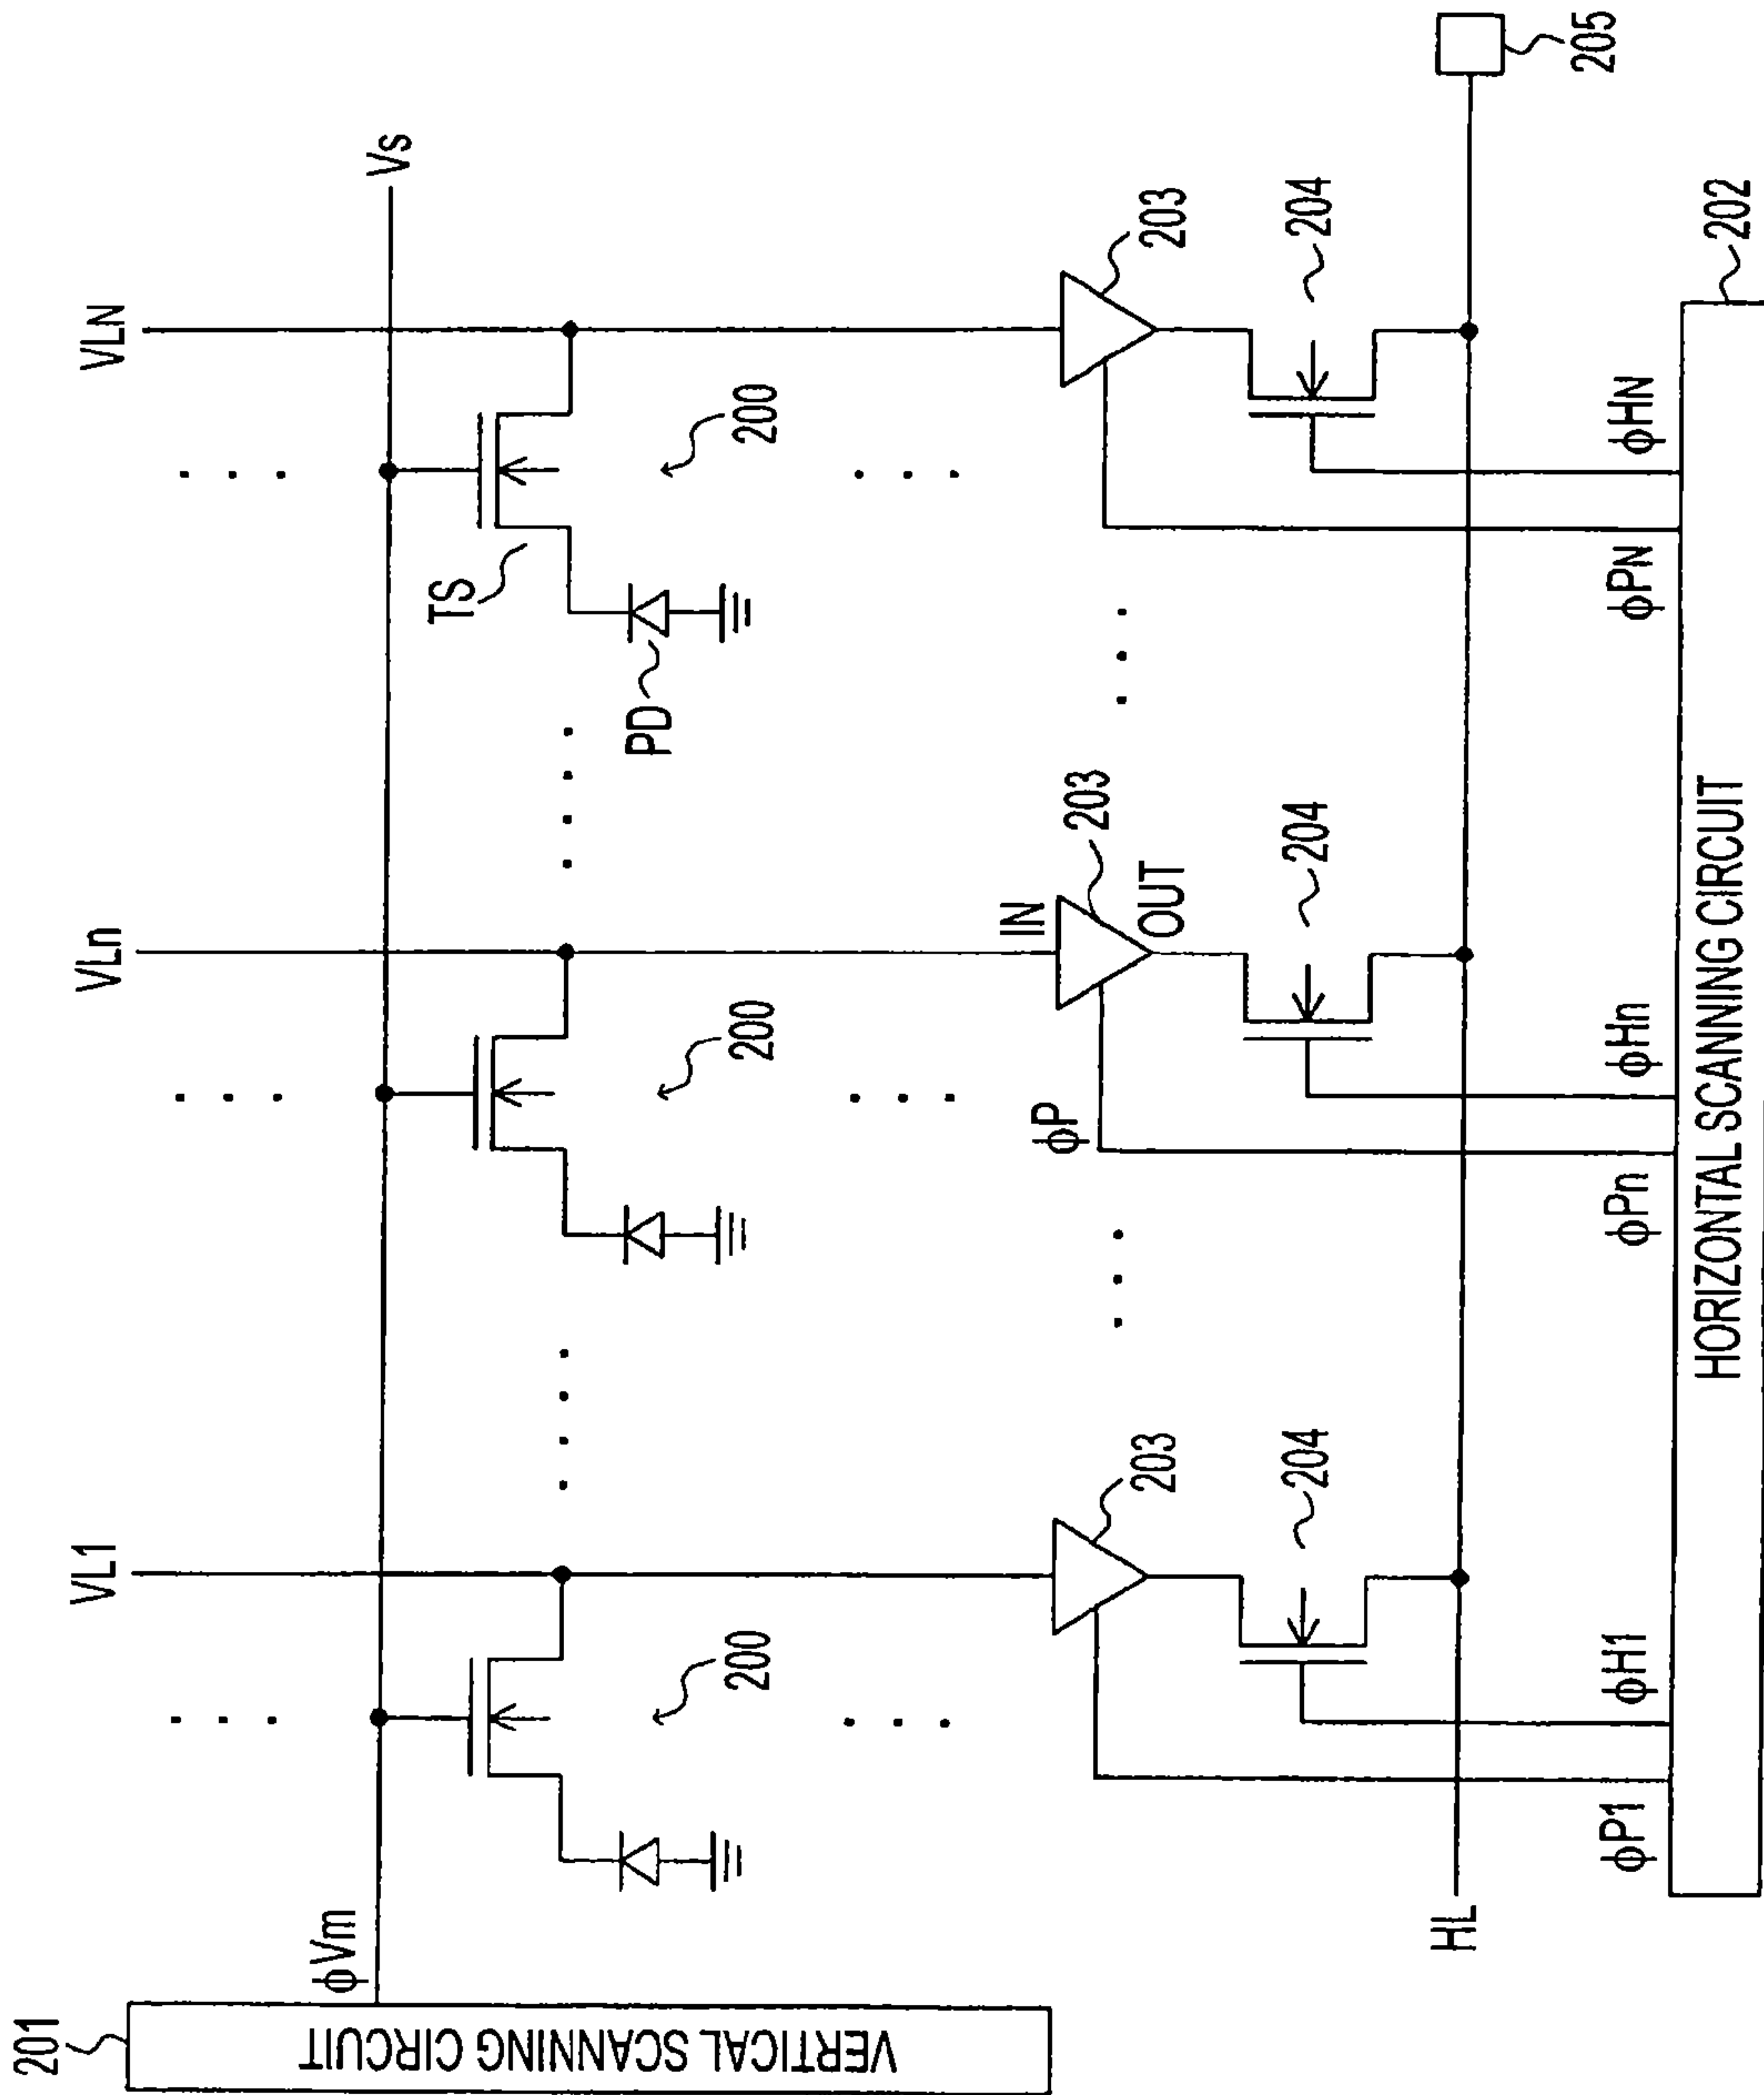 VL1
VLn
VLN
201
ϕVm
Vs
VERTICAL SCANNING CIRCUIT
TS
200
200
200
PD
ϕP
IN
203
203
203
OUT
204
204
204
HL
205
ϕP1
ϕH1
ϕPn
ϕHn
ϕPN
ϕHN
HORIZONTAL SCANNING CIRCUIT
202